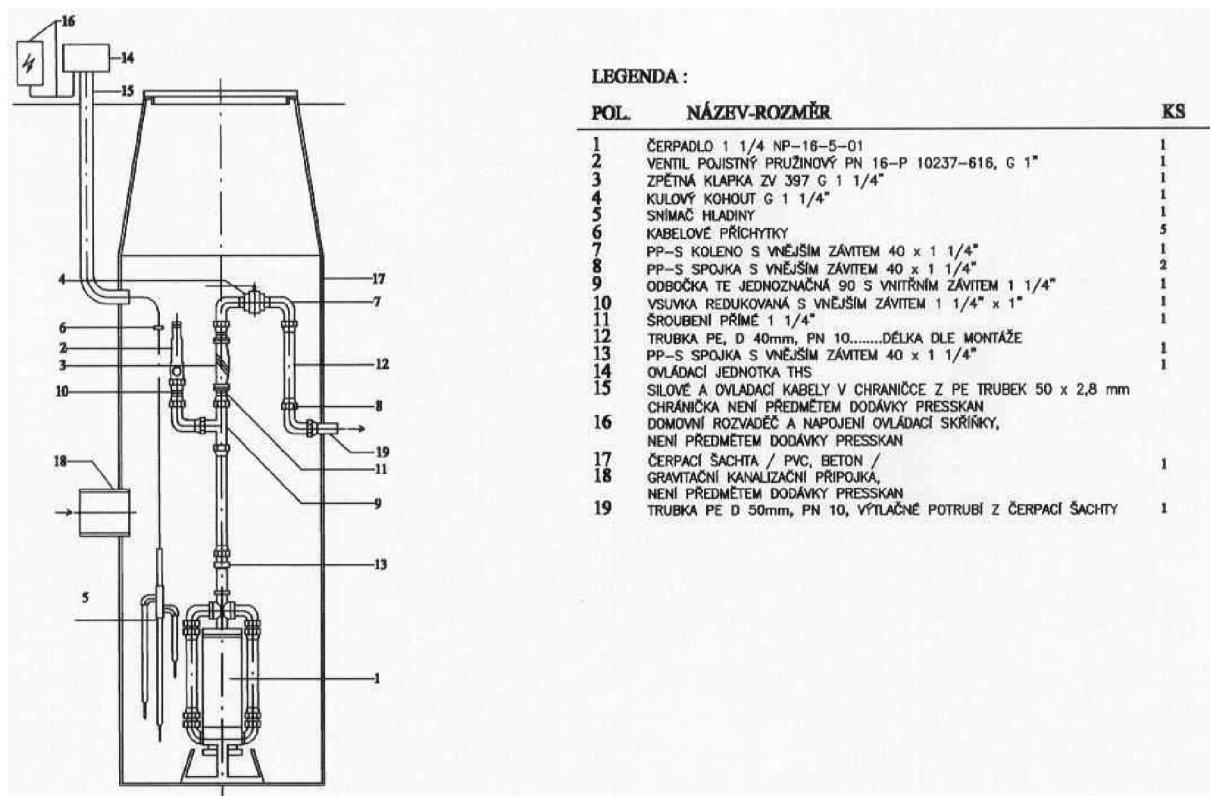 16
14
15
4
17
7
6
2
3
12
10
8
19
18
11
9
13
5
1
LEGENDA :
POL. NÁZEV-ROZMĚR KS
1 ČERPADLO 1 1/4 NP-16-5-01 1
2 VENTIL POJISTNÝ PRUŽINOVÝ PN 16-P 10237-616, G 1" 1
3 ZPĚTNÁ KLAPKA ZV 397 G 1 1/4" 1
4 KULOVÝ KOHOUT G 1 1/4" 1
5 SNÍMAČ HLADINY 1
6 KABELOVÉ PŘÍCHYTKY 5
7 PP-S KOLENO S VNĚJŠÍM ZÁVITEM 40 x 1 1/4" 1
8 PP-S SPOJKA S VNĚJŠÍM ZÁVITEM 40 x 1 1/4" 2
9 ODBOČKA TE JEDNOZNAČNÁ 90 S VNITŘNÍM ZÁVITEM 1 1/4" 1
10 VSUVKA REDUKOVANÁ S VNĚJŠÍM ZÁVITEM 1 1/4" x 1" 1
11 ŠROUBENÍ PŘÍMÉ 1 1/4" 1
12 TRUBKA PE, D 40mm, PN 10.......DÉLKA DLE MONTÁŽE
13 PP-S SPOJKA S VNĚJŠÍM ZÁVITEM 40 x 1 1/4" 1
14 OVLÁDACÍ JEDNOTKA THS 1
15 SILOVÉ A OVLADACÍ KABELY V CHRANIČCE Z PE TRUBEK 50 x 2,8 mm
CHRÁNIČKA NENÍ PŘEDMĚTEM DODÁVKY PRESSKAN
16 DOMOVNÍ ROZVADĚČ A NAPOJENÍ OVLÁDACÍ SKŘÍŇKY,
NENÍ PŘEDMĚTEM DODÁVKY PRESSKAN
17 ČERPACÍ ŠACHTA / PVC, BETON / 1
18 GRAVITAČNÍ KANALIZAČNÍ PŘIPOJKA,
NENÍ PŘEDMĚTEM DODÁVKY PRESSKAN
19 TRUBKA PE D 50mm, PN 10, VÝTLAČNÉ POTRUBÍ Z ČERPACÍ ŠACHTY 1